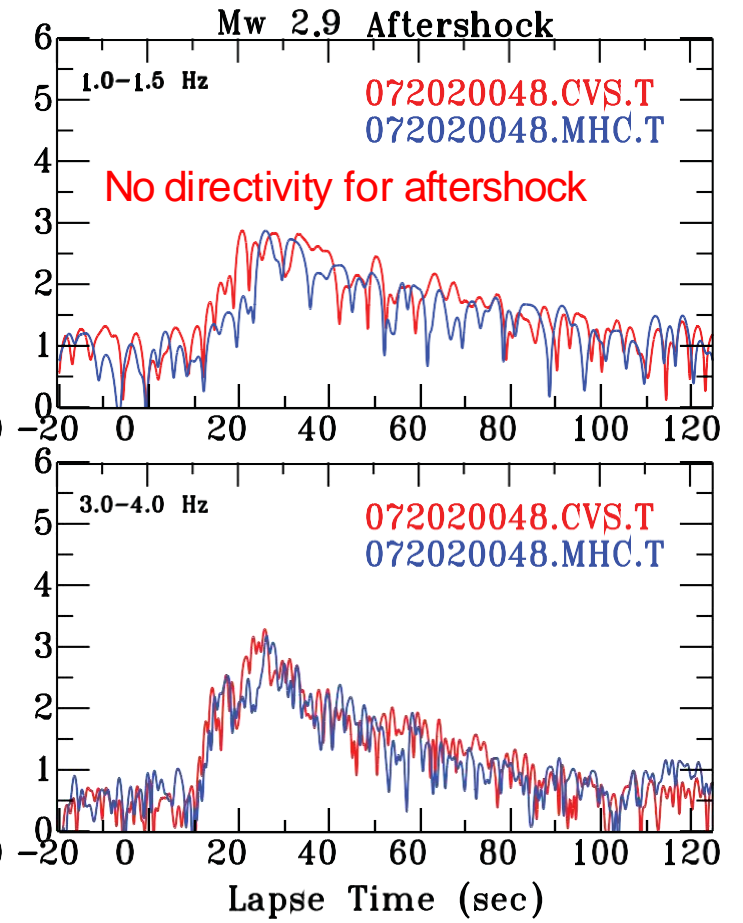 Mw 2.9 Aftershock
6
5
4
3
2
1
0
1.0-1.5 Hz
072020048.CVS.T
072020048.MHC.T
No directivity for aftershock
-20 0 20 40 60 80 100 120
6
5
4
3
2
1
0
3.0-4.0 Hz
072020048.CVS.T
072020048.MHC.T
-20 0 20 40 60 80 100 120
Lapse Time (sec)